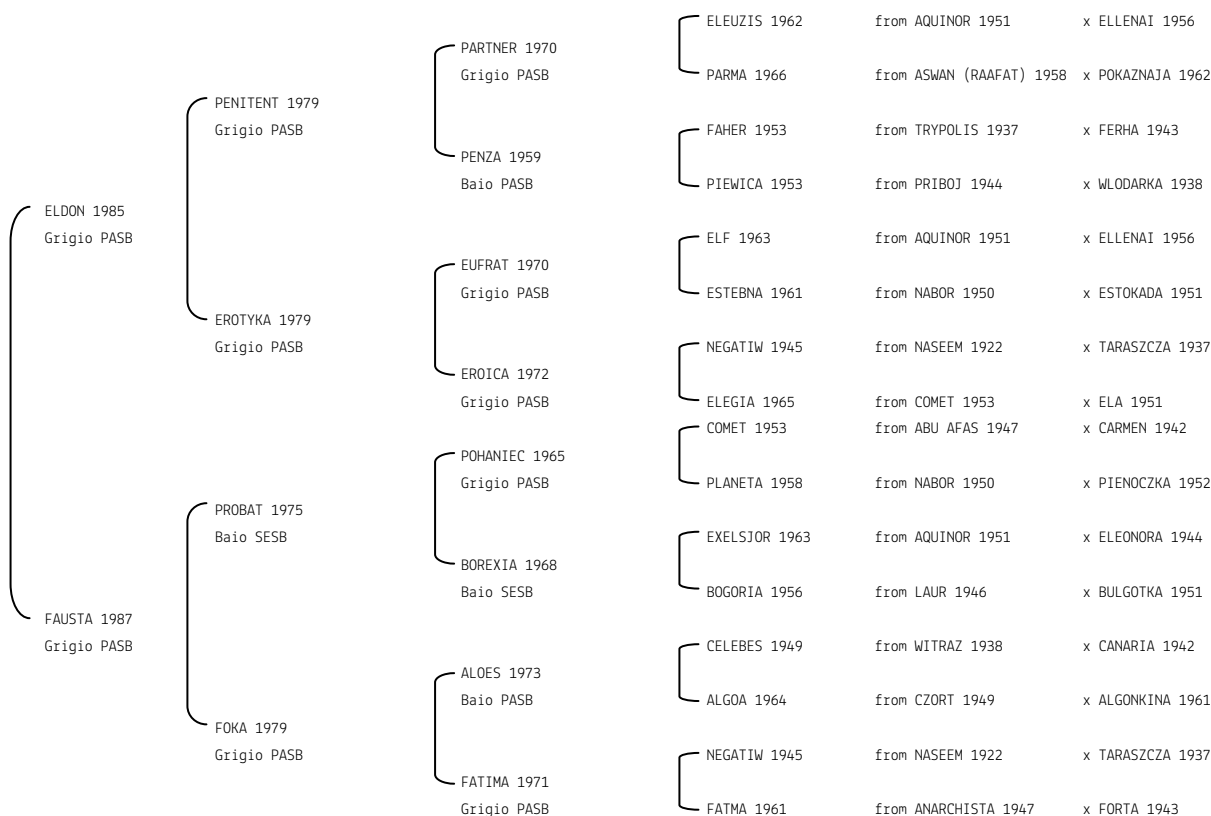 ELEUZIS 1962 from AQUINOR 1951 x ELLENAI 1956
PARTNER 1970
Grigio PASB PARMA 1966 from ASWAN (RAAFAT) 1958 x POKAZNAJA 1962
PENITENT 1979
Grigio PASB FAHER 1953 from TRYPOLIS 1937 x FERHA 1943
PENZA 1959
Baio PASB PIEWICA 1953 from PRIBOJ 1944 x WLODARKA 1938
ELDON 1985
Grigio PASB ELF 1963 from AQUINOR 1951 x ELLENAI 1956
EUFRAT 1970
Grigio PASB ESTEBNA 1961 from NABOR 1950 x ESTOKADA 1951
EROTYKA 1979
Grigio PASB NEGATIW 1945 from NASEEM 1922 x TARASZCZA 1937
EROICA 1972
Grigio PASB ELEGIA 1965 from COMET 1953 x ELA 1951
COMET 1953 from ABU AFAS 1947 x CARMEN 1942
POHANIEC 1965
Grigio PASB PLANETA 1958 from NABOR 1950 x PIENOCZKA 1952
PROBAT 1975
Baio SESB EXELSJOR 1963 from AQUINOR 1951 x ELEONORA 1944
BOREXIA 1968
Baio SESB BOGORIA 1956 from LAUR 1946 x BULGOTKA 1951
FAUSTA 1987
Grigio PASB CELEBES 1949 from WITRAZ 1938 x CANARIA 1942
ALOES 1973
Baio PASB ALGOA 1964 from CZORT 1949 x ALGONKINA 1961
FOKA 1979
Grigio PASB NEGATIW 1945 from NASEEM 1922 x TARASZCZA 1937
FATIMA 1971
Grigio PASB FATMA 1961 from ANARCHISTA 1947 x FORTA 1943